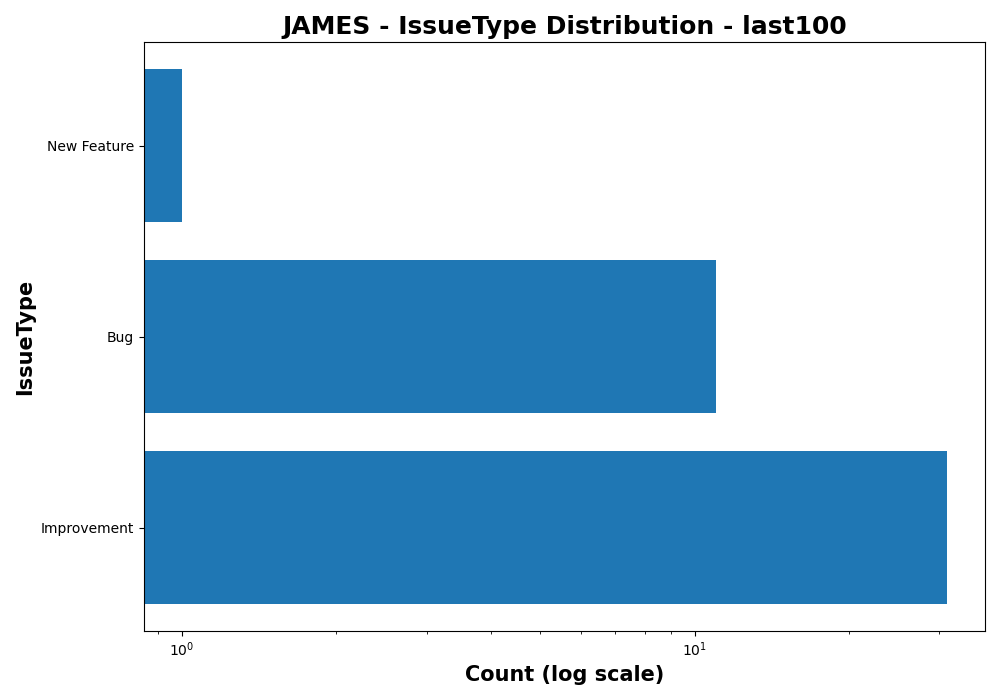 JAMES - IssueType Distribution - last100
New Feature
Bug
Improvement
IssueType
10⁰
10¹
Count (log scale)